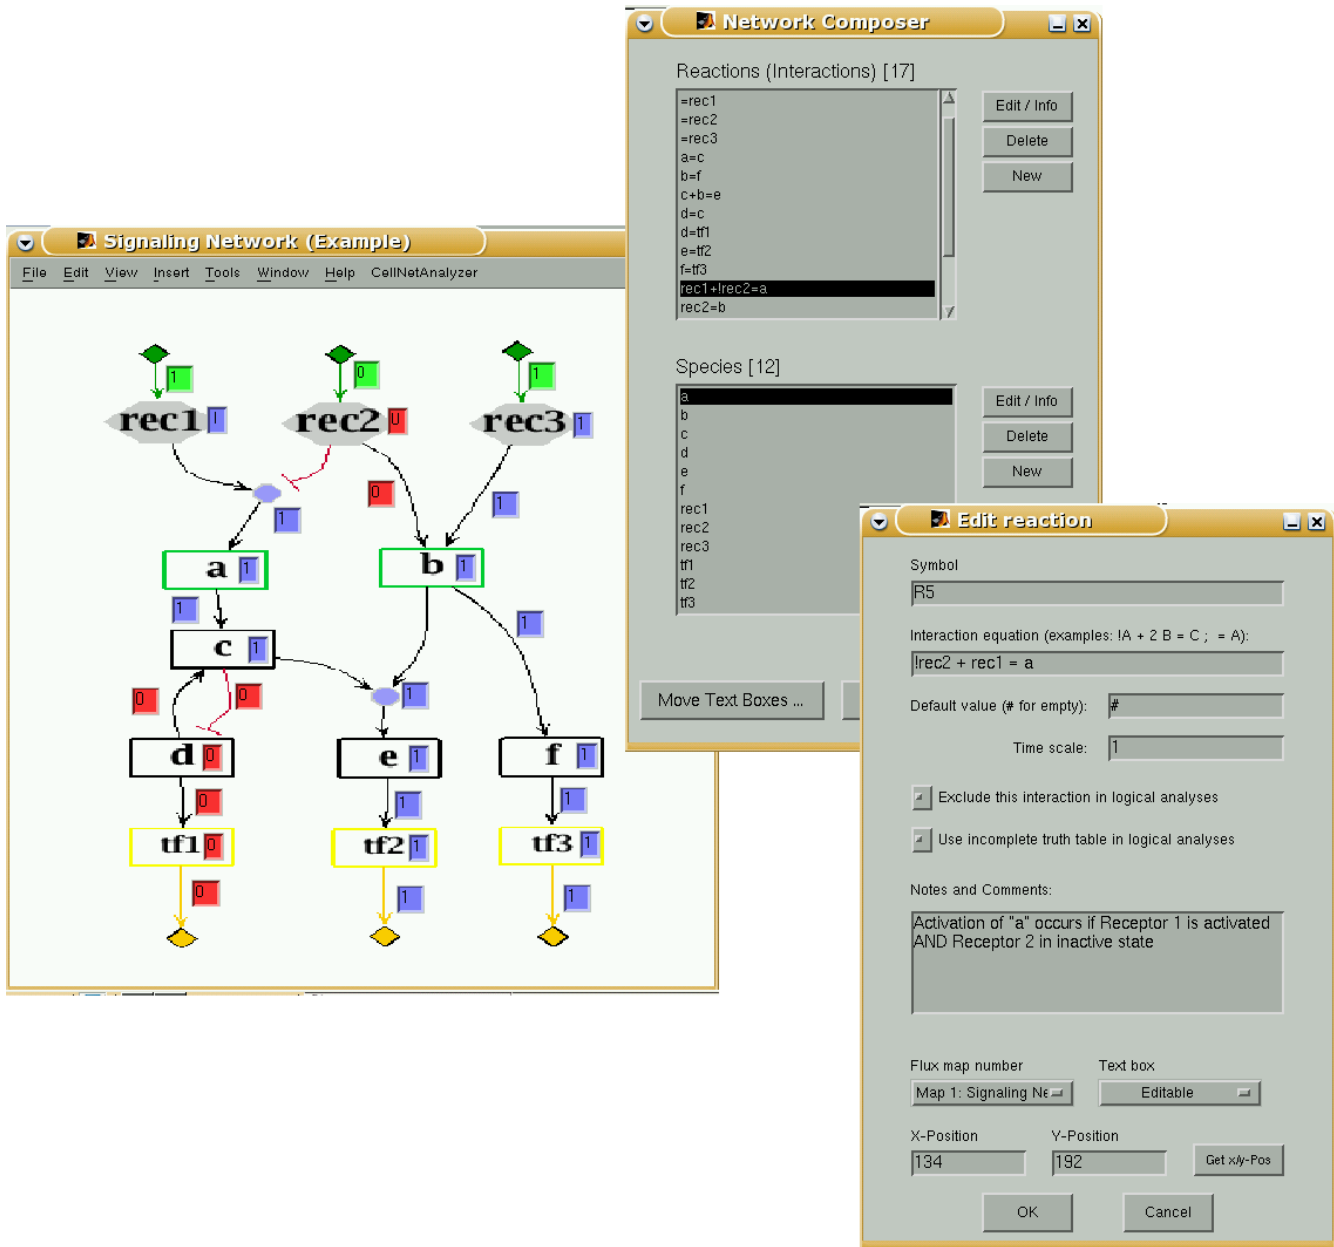 Network Composer
Reactions (Interactions) [17]
=rec1
=rec2
=rec3
a=c
b=f
c+b=e
d=c
d=tf1
e=tf2
f=tf3
rec1+!rec2=a
rec2=b
Edit / Info
Delete
New
Species [12]
a
b
c
d
e
f
rec1
rec2
rec3
tf1
tf2
tf3
Edit / Info
Delete
New
Move Text Boxes ...
Signaling Network (Example)
File Edit View Insert Tools Window Help CellNetAnalyzer
1 0 1
rec1 rec2 rec3 1
0 1
1
a 1 b 1
1 1
c 1
0 0 1
d 0 e 1 f 1
0 1 1
tf1 0 tf2 1 tf3 1
0 1 1
Edit reaction
Symbol
R5
Interaction equation (examples: !A + 2 B = C ; = A):
!rec2 + rec1 = a
Default value (# for empty): #
Time scale: 1
Exclude this interaction in logical analyses
Use incomplete truth table in logical analyses
Notes and Comments:
Activation of "a" occurs if Receptor 1 is activated
AND Receptor 2 in inactive state
Flux map number Text box
Map 1: Signaling Ne Editable
X-Position Y-Position
134 192 Get x/y-Pos
OK Cancel